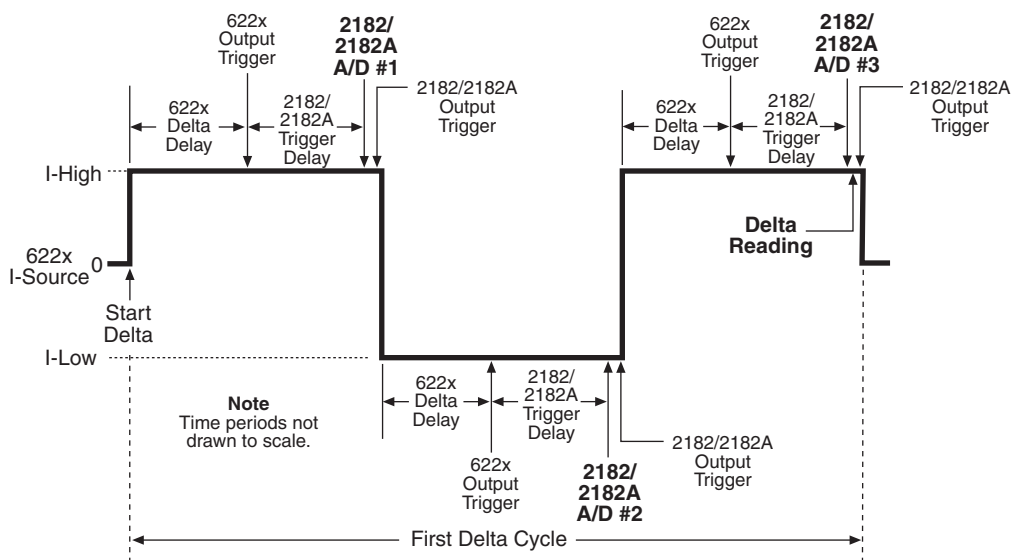 622x
Output
Trigger
2182/
2182A
A/D #1
2182/2182A
Output
Trigger
622x
Delta
Delay
2182/
2182A
Trigger
Delay
622x
Output
Trigger
2182/
2182A
A/D #3
2182/2182A
Output
Trigger
622x
Delta
Delay
2182/
2182A
Trigger
Delay
I-High
622x
I-Source
0
Delta
Reading
Start
Delta
I-Low
Note
Time periods not
drawn to scale.
622x
Delta
Delay
2182/
2182A
Trigger
Delay
622x
Output
Trigger
2182/
2182A
A/D #2
2182/2182A
Output
Trigger
First Delta Cycle